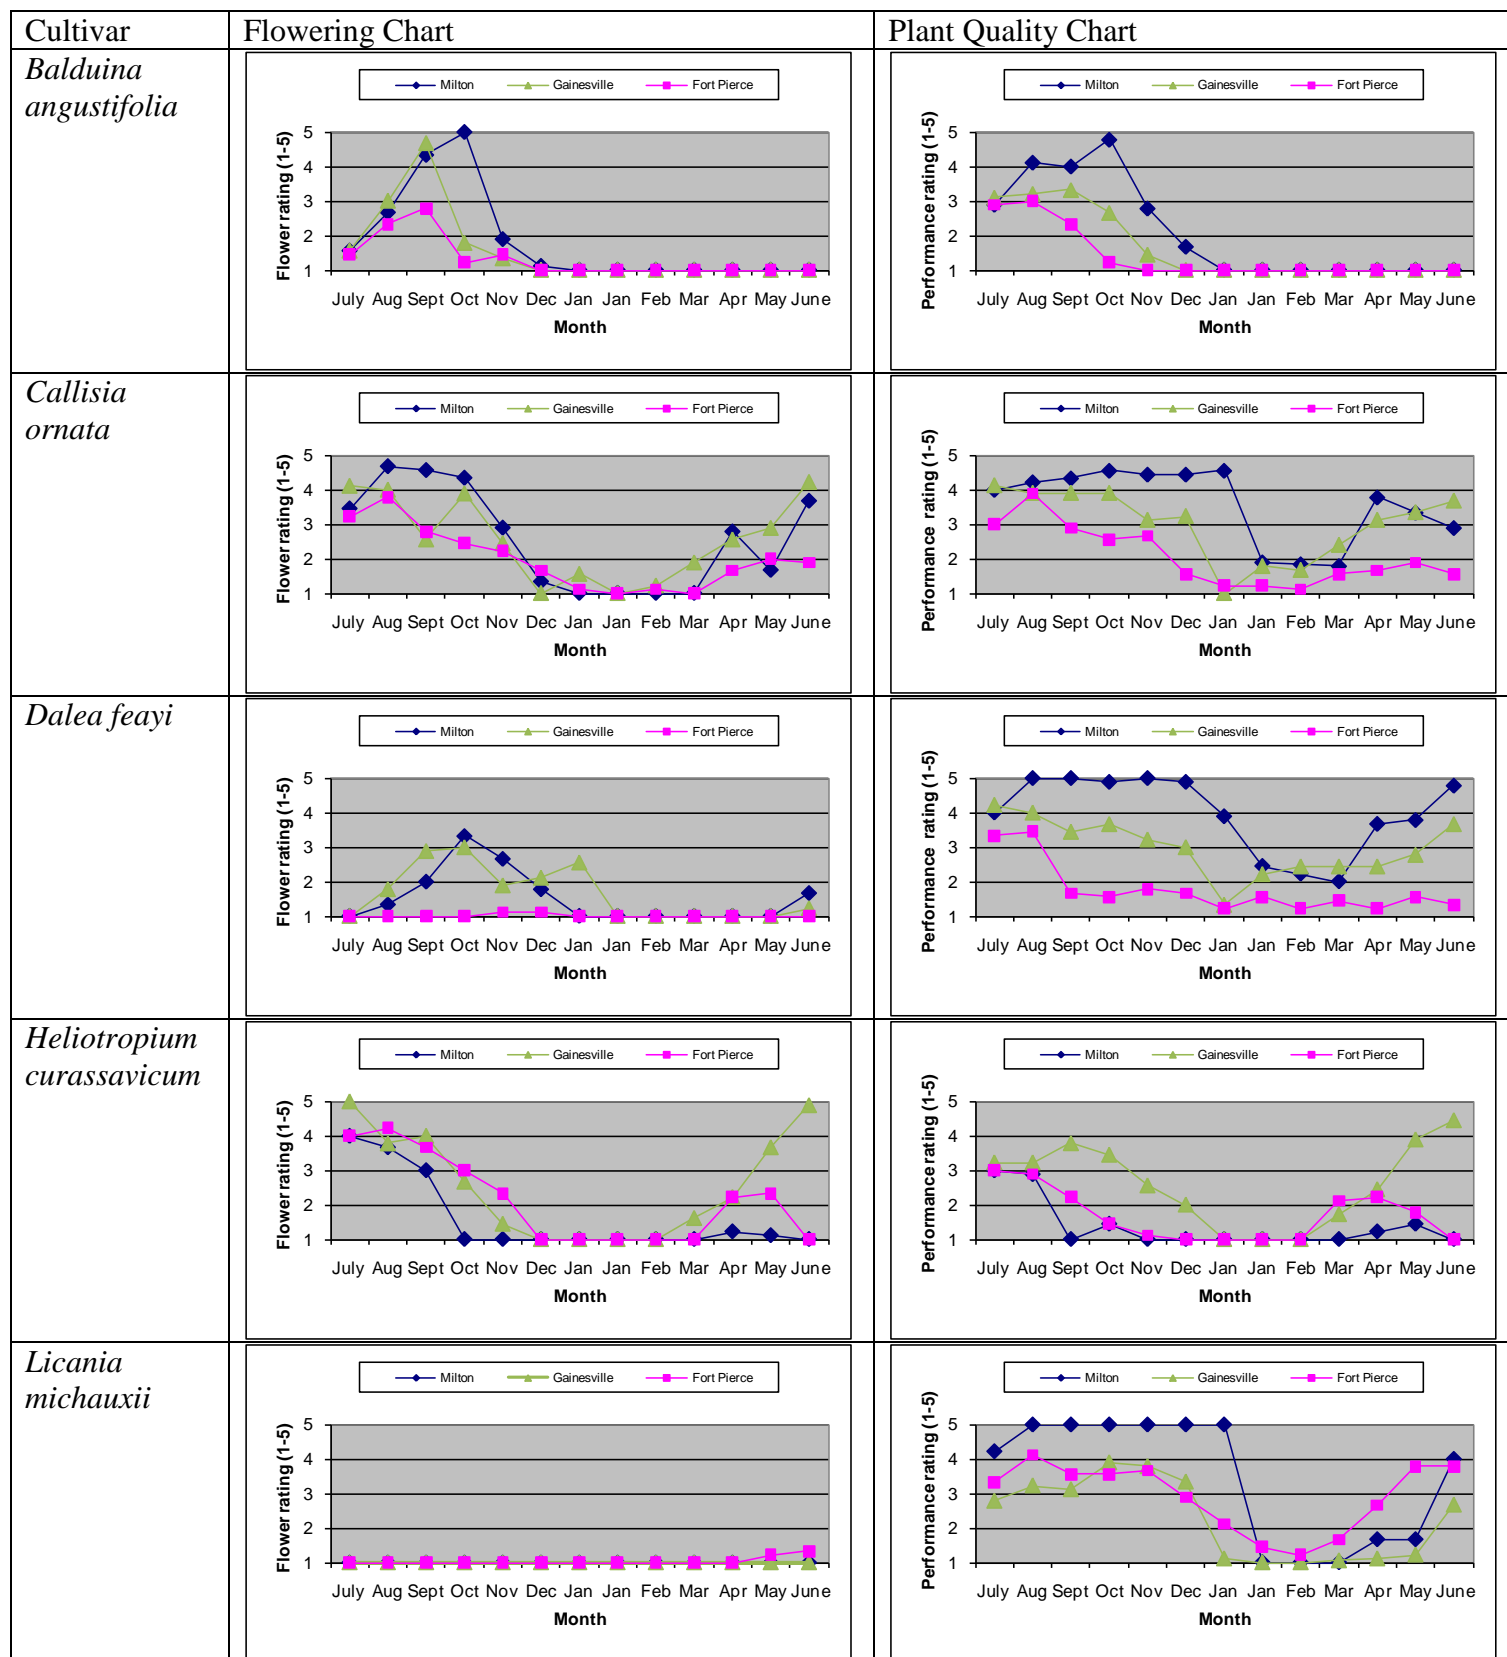 Cultivar Flowering Chart Plant Quality Chart
Balduina
angustifolia
Milton Gainesville Fort Pierce
Flower rating (1-5)
5
4
3
2
1
July Aug Sept Oct Nov Dec Jan Jan Feb Mar Apr May June
Month
Milton Gainesville Fort Pierce
Performance rating (1-5)
5
4
3
2
1
July Aug Sept Oct Nov Dec Jan Jan Feb Mar Apr May June
Month
Callisia
ornata
Milton Gainesville Fort Pierce
Flower rating (1-5)
5
4
3
2
1
July Aug Sept Oct Nov Dec Jan Jan Feb Mar Apr May June
Month
Milton Gainesville Fort Pierce
Performance rating (1-5)
5
4
3
2
1
July Aug Sept Oct Nov Dec Jan Jan Feb Mar Apr May June
Month
Dalea feayi
Milton Gainesville Fort Pierce
Flower rating (1-5)
5
4
3
2
1
July Aug Sept Oct Nov Dec Jan Jan Feb Mar Apr May June
Month
Milton Gainesville Fort Pierce
Performance rating (1-5)
5
4
3
2
1
July Aug Sept Oct Nov Dec Jan Jan Feb Mar Apr May June
Month
Heliotropium
curassavicum
Milton Gainesville Fort Pierce
Flower rating (1-5)
5
4
3
2
1
July Aug Sept Oct Nov Dec Jan Jan Feb Mar Apr May June
Month
Milton Gainesville Fort Pierce
Performance rating (1-5)
5
4
3
2
1
July Aug Sept Oct Nov Dec Jan Jan Feb Mar Apr May June
Month
Licania
michauxii
Milton Gainesville Fort Pierce
Flower rating (1-5)
5
4
3
2
1
July Aug Sept Oct Nov Dec Jan Jan Feb Mar Apr May June
Month
Milton Gainesville Fort Pierce
Performance rating (1-5)
5
4
3
2
1
July Aug Sept Oct Nov Dec Jan Jan Feb Mar Apr May June
Month